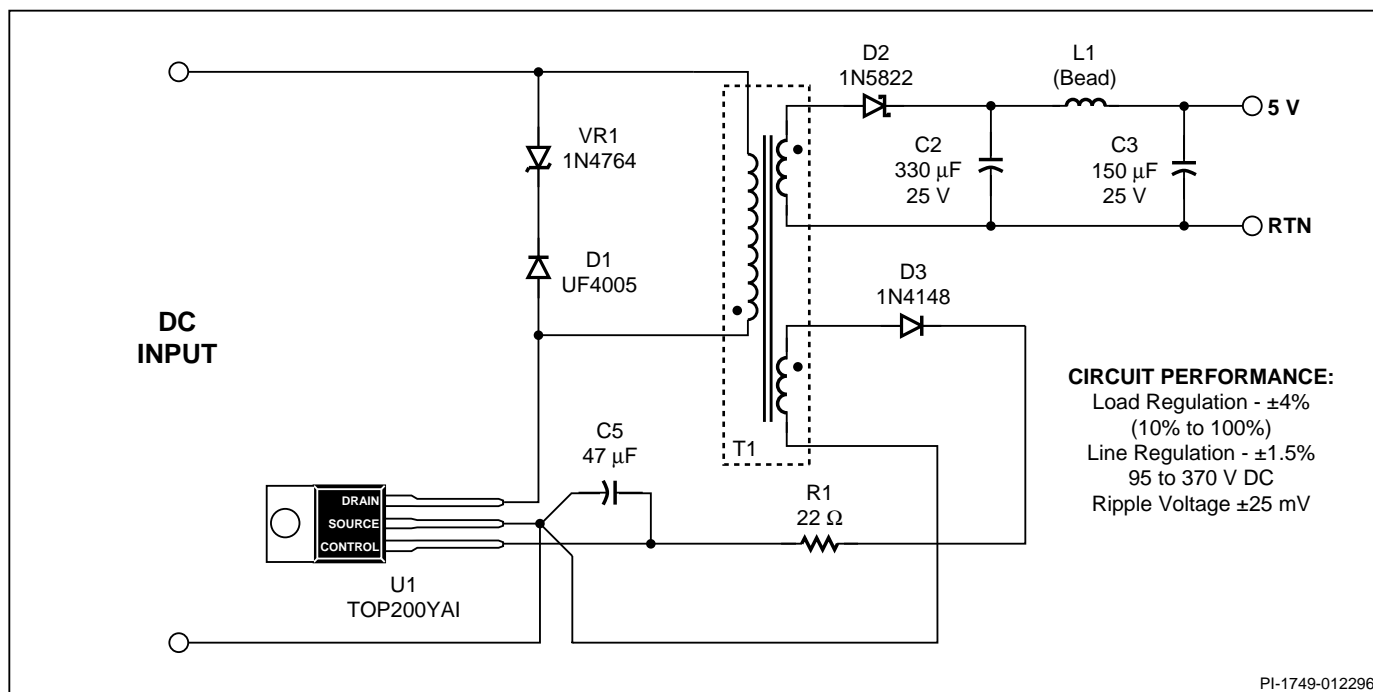 D2
1N5822
L1
(Bead)
5 V
VR1
1N4764
C2
330 μF
25 V
C3
150 μF
25 V
RTN
D1
UF4005
D3
1N4148
DC
INPUT
CIRCUIT PERFORMANCE:
Load Regulation - ±4%
(10% to 100%)
Line Regulation - ±1.5%
95 to 370 V DC
Ripple Voltage ±25 mV
T1
C5
47 μF
R1
22 Ω
DRAIN
SOURCE
CONTROL
U1
TOP200YAI
PI-1749-012296